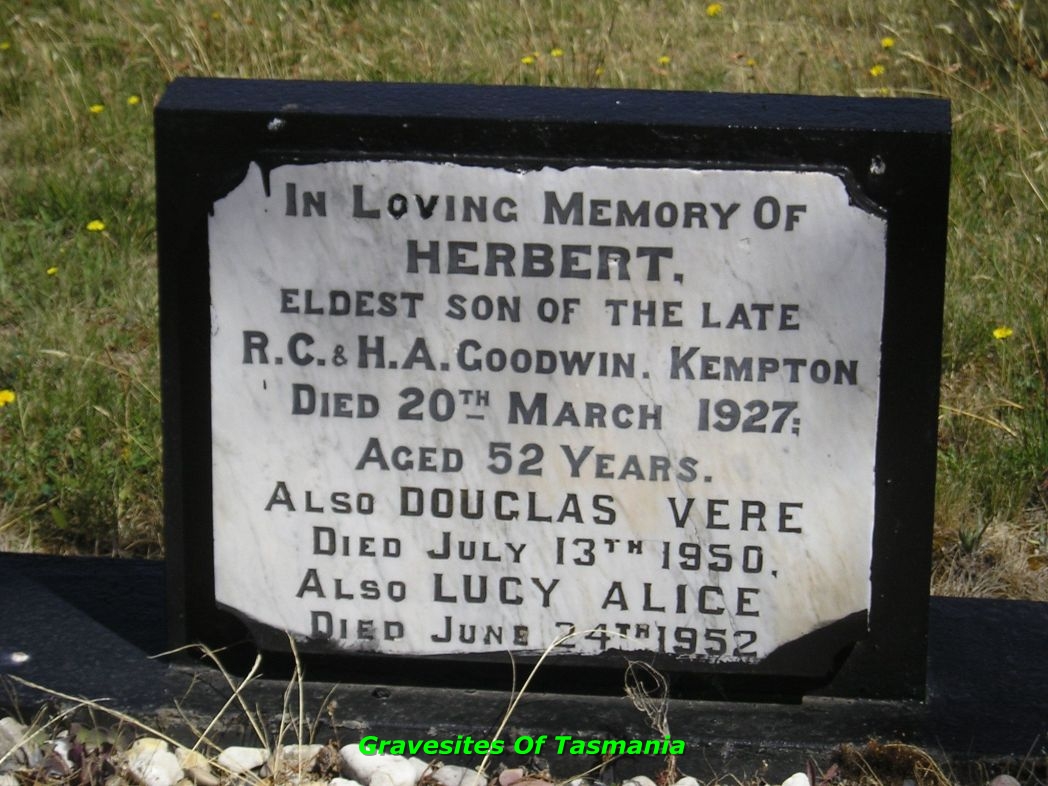 IN LOVING MEMORY OF
HERBERT,
ELDEST SON OF THE LATE
R.C. & H.A. GOODWIN. KEMPTON
DIED 20TH MARCH 1927;
AGED 52 YEARS.
ALSO DOUGLAS VERE
DIED JULY 13TH 1950.
ALSO LUCY ALICE
DIED JUNE 24TH 1952
Gravesites Of Tasmania